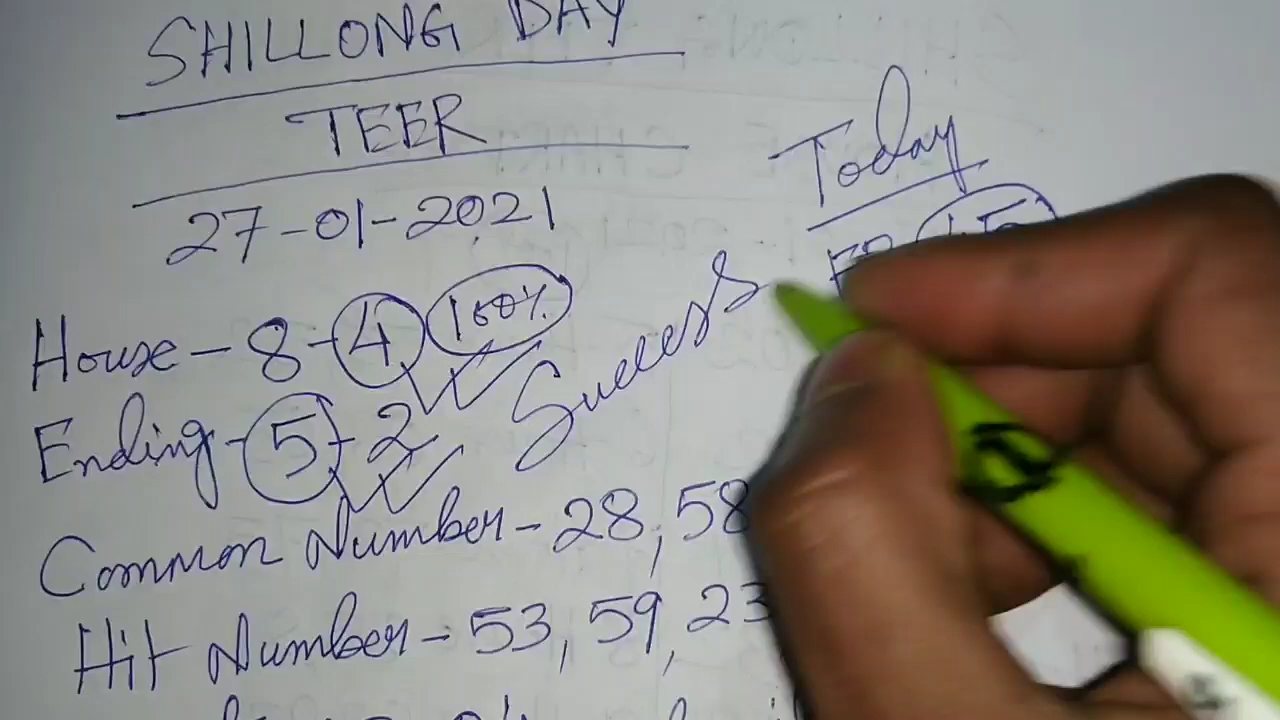 SHILLONG DAY
TEER
27-01-2021
House - 8 - 4 100%
Ending - 5 - 2
Success
Common Number - 28, 58
Hit Number - 53, 59, 23
Today